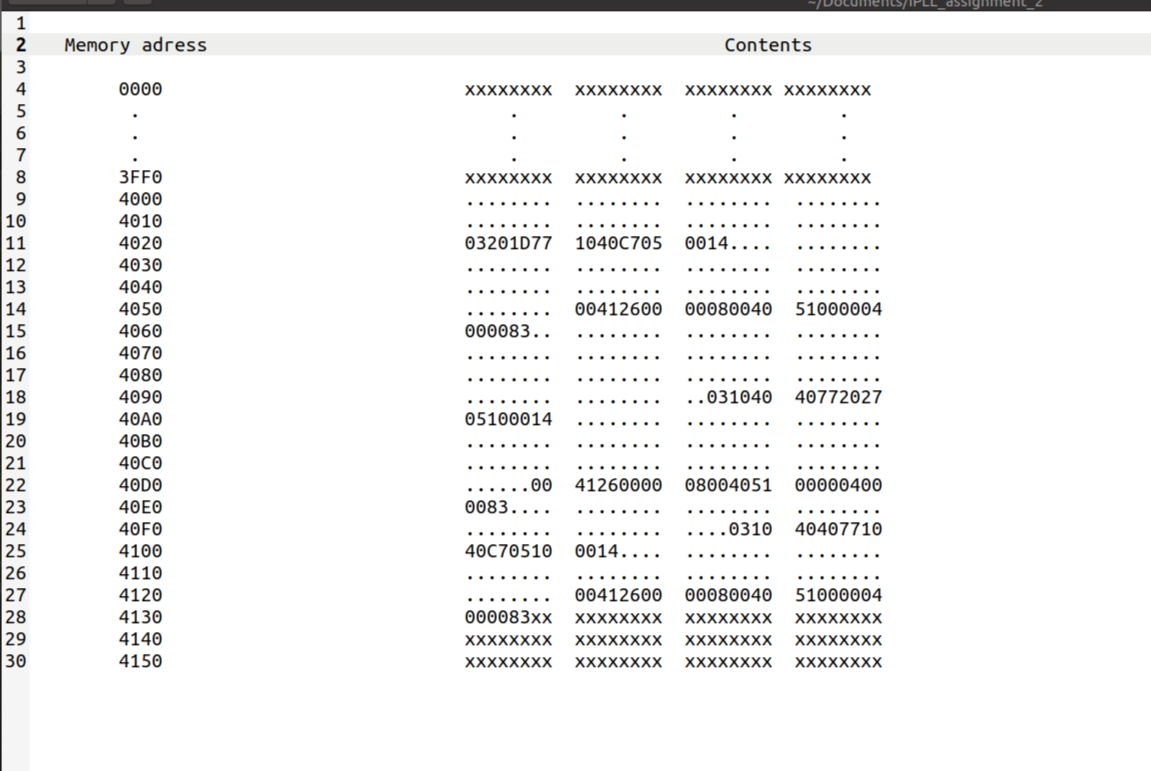 ~/Documents/IPLL_assignment_2
1
2 Memory adress Contents
3
4 0000 xxxxxxxx xxxxxxxx xxxxxxxx xxxxxxxx
5 . . . . .
6 . . . . .
7 . . . . .
8 3FF0 xxxxxxxx xxxxxxxx xxxxxxxx xxxxxxxx
9 4000 ........ ........ ........ ........
10 4010 ........ ........ ........ ........
11 4020 03201D77 1040C705 0014.... ........
12 4030 ........ ........ ........ ........
13 4040 ........ ........ ........ ........
14 4050 ........ 00412600 00080040 51000004
15 4060 000083.. ........ ........ ........
16 4070 ........ ........ ........ ........
17 4080 ........ ........ ........ ........
18 4090 ........ ........ ..031040 40772027
19 40A0 05100014 ........ ........ ........
20 40B0 ........ ........ ........ ........
21 40C0 ........ ........ ........ ........
22 40D0 ......00 41260000 08004051 00000400
23 40E0 0083.... ........ ........ ........
24 40F0 ........ ........ ....0310 40407710
25 4100 40C70510 0014.... ........ ........
26 4110 ........ ........ ........ ........
27 4120 ........ 00412600 00080040 51000004
28 4130 000083xx xxxxxxxx xxxxxxxx xxxxxxxx
29 4140 xxxxxxxx xxxxxxxx xxxxxxxx xxxxxxxx
30 4150 xxxxxxxx xxxxxxxx xxxxxxxx xxxxxxxx